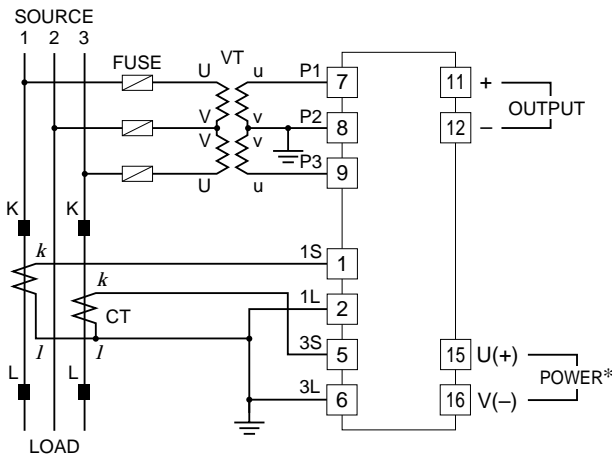 SOURCE
1 2 3
FUSE
VT
U u P1 7
V v P2 8
V v
U u P3 9
11 +
OUTPUT
12 –
K K
k 1S 1
k
CT
1L 2
l l
3S 5
L L
3L 6
15 U(+)
POWER*
16 V(–)
LOAD